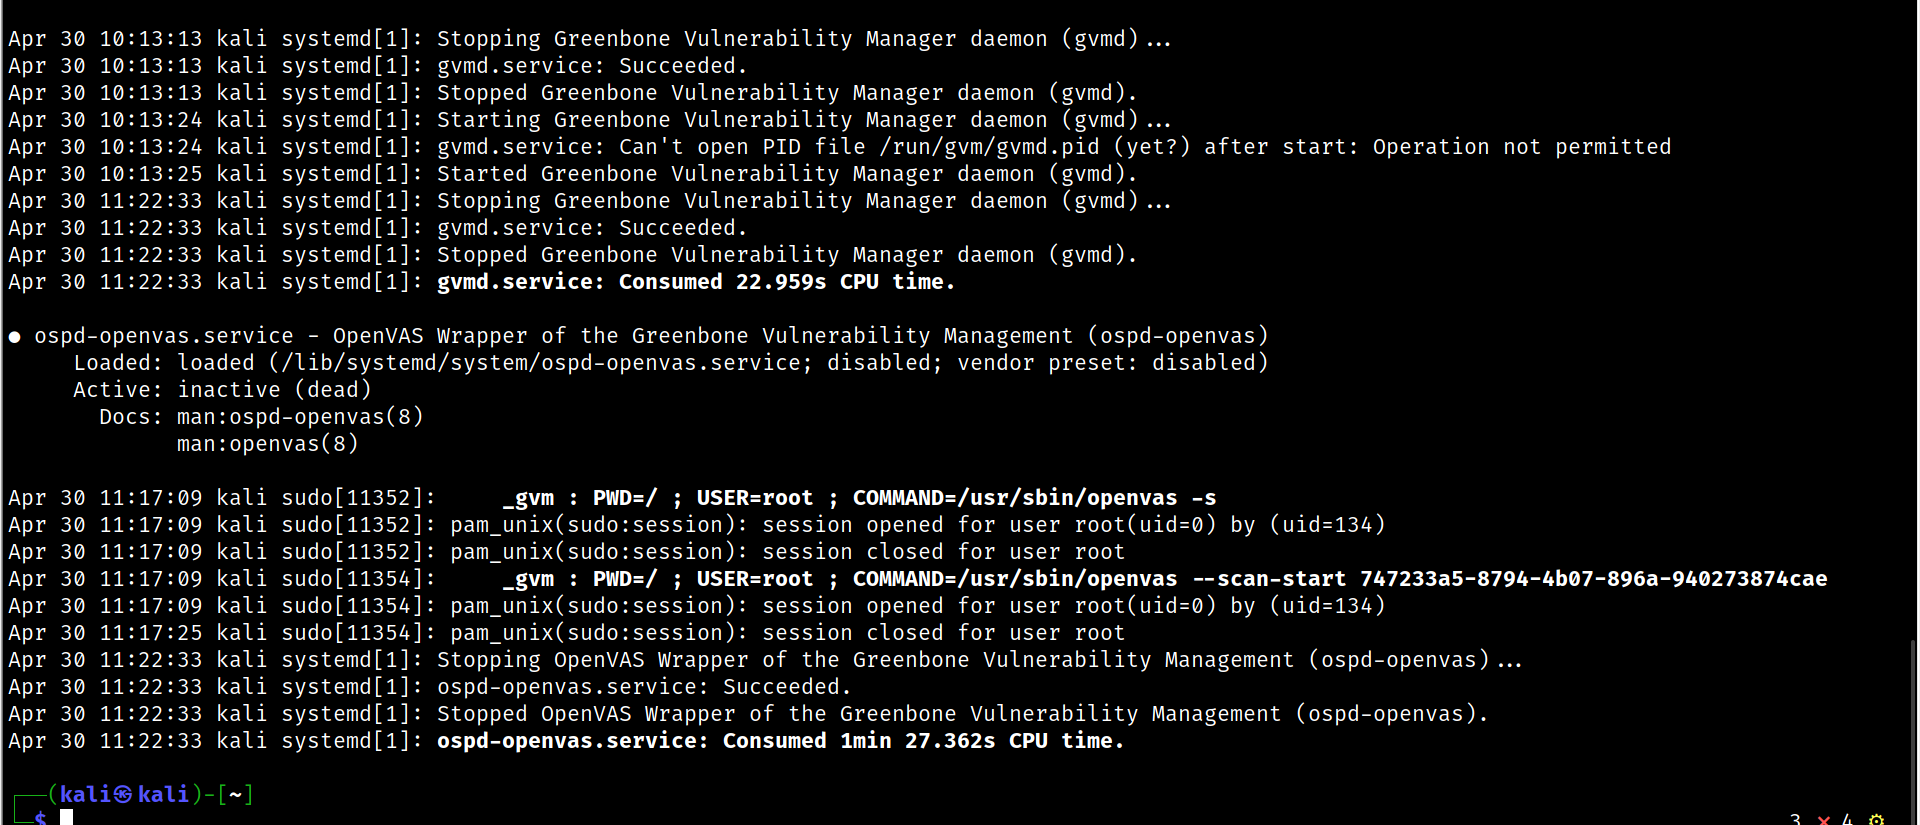 Apr 30 10:13:13 kali systemd[1]: Stopping Greenbone Vulnerability Manager daemon (gvmd)...
Apr 30 10:13:13 kali systemd[1]: gvmd.service: Succeeded.
Apr 30 10:13:13 kali systemd[1]: Stopped Greenbone Vulnerability Manager daemon (gvmd).
Apr 30 10:13:24 kali systemd[1]: Starting Greenbone Vulnerability Manager daemon (gvmd)...
Apr 30 10:13:24 kali systemd[1]: gvmd.service: Can't open PID file /run/gvm/gvmd.pid (yet?) after start: Operation not permitted
Apr 30 10:13:25 kali systemd[1]: Started Greenbone Vulnerability Manager daemon (gvmd).
Apr 30 11:22:33 kali systemd[1]: Stopping Greenbone Vulnerability Manager daemon (gvmd)...
Apr 30 11:22:33 kali systemd[1]: gvmd.service: Succeeded.
Apr 30 11:22:33 kali systemd[1]: Stopped Greenbone Vulnerability Manager daemon (gvmd).
Apr 30 11:22:33 kali systemd[1]: gvmd.service: Consumed 22.959s CPU time.
● ospd-openvas.service - OpenVAS Wrapper of the Greenbone Vulnerability Management (ospd-openvas)
Loaded: loaded (/lib/systemd/system/ospd-openvas.service; disabled; vendor preset: disabled)
Active: inactive (dead)
Docs: man:ospd-openvas(8)
man:openvas(8)
Apr 30 11:17:09 kali sudo[11352]:     _gvm : PWD=/ ; USER=root ; COMMAND=/usr/sbin/openvas -s
Apr 30 11:17:09 kali sudo[11352]: pam_unix(sudo:session): session opened for user root(uid=0) by (uid=134)
Apr 30 11:17:09 kali sudo[11352]: pam_unix(sudo:session): session closed for user root
Apr 30 11:17:09 kali sudo[11354]:     _gvm : PWD=/ ; USER=root ; COMMAND=/usr/sbin/openvas --scan-start 747233a5-8794-4b07-896a-940273874cae
Apr 30 11:17:09 kali sudo[11354]: pam_unix(sudo:session): session opened for user root(uid=0) by (uid=134)
Apr 30 11:17:25 kali sudo[11354]: pam_unix(sudo:session): session closed for user root
Apr 30 11:22:33 kali systemd[1]: Stopping OpenVAS Wrapper of the Greenbone Vulnerability Management (ospd-openvas)...
Apr 30 11:22:33 kali systemd[1]: ospd-openvas.service: Succeeded.
Apr 30 11:22:33 kali systemd[1]: Stopped OpenVAS Wrapper of the Greenbone Vulnerability Management (ospd-openvas).
Apr 30 11:22:33 kali systemd[1]: ospd-openvas.service: Consumed 1min 27.362s CPU time.
┌──(kali㉿kali)-[~]
└─$ 3 ⨯ 4 ⚙